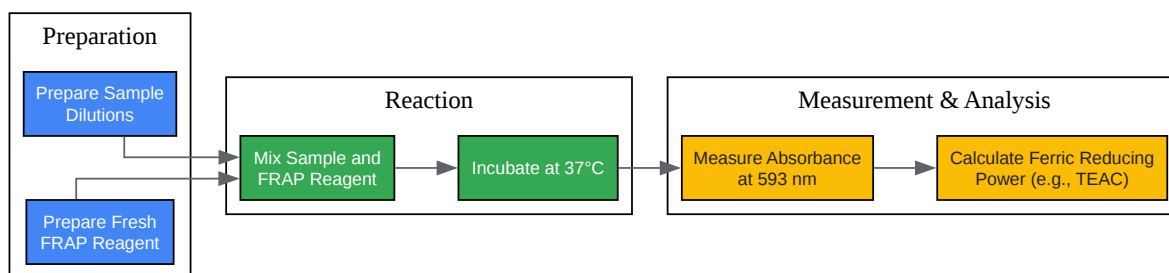 Preparation
Prepare Sample
Dilutions
Prepare Fresh
FRAP Reagent
Reaction
Mix Sample and
FRAP Reagent
Incubate at 37°C
Measurement & Analysis
Measure Absorbance
at 593 nm
Calculate Ferric Reducing
Power (e.g., TEAC)